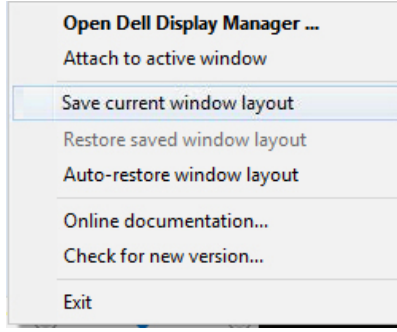 Open Dell Display Manager ...
Attach to active window
Save current window layout
Restore saved window layout
Auto-restore window layout
Online documentation...
Check for new version...
Exit